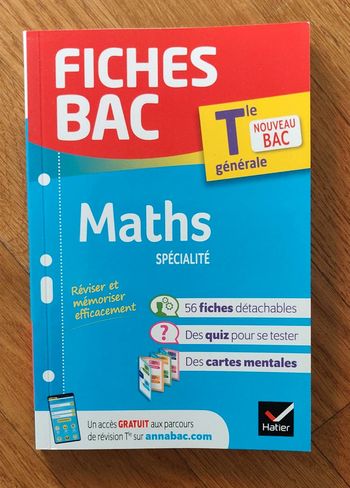 FICHES
BAC
Tle
NOUVEAU
BAC
générale
Maths
SPÉCIALITÉ
Réviser et
mémoriser
efficacement
56 fiches détachables
?
Des quiz pour se tester
Des cartes mentales
Un accès GRATUIT aux parcours
de révision Tle sur annabac.com
Hatier